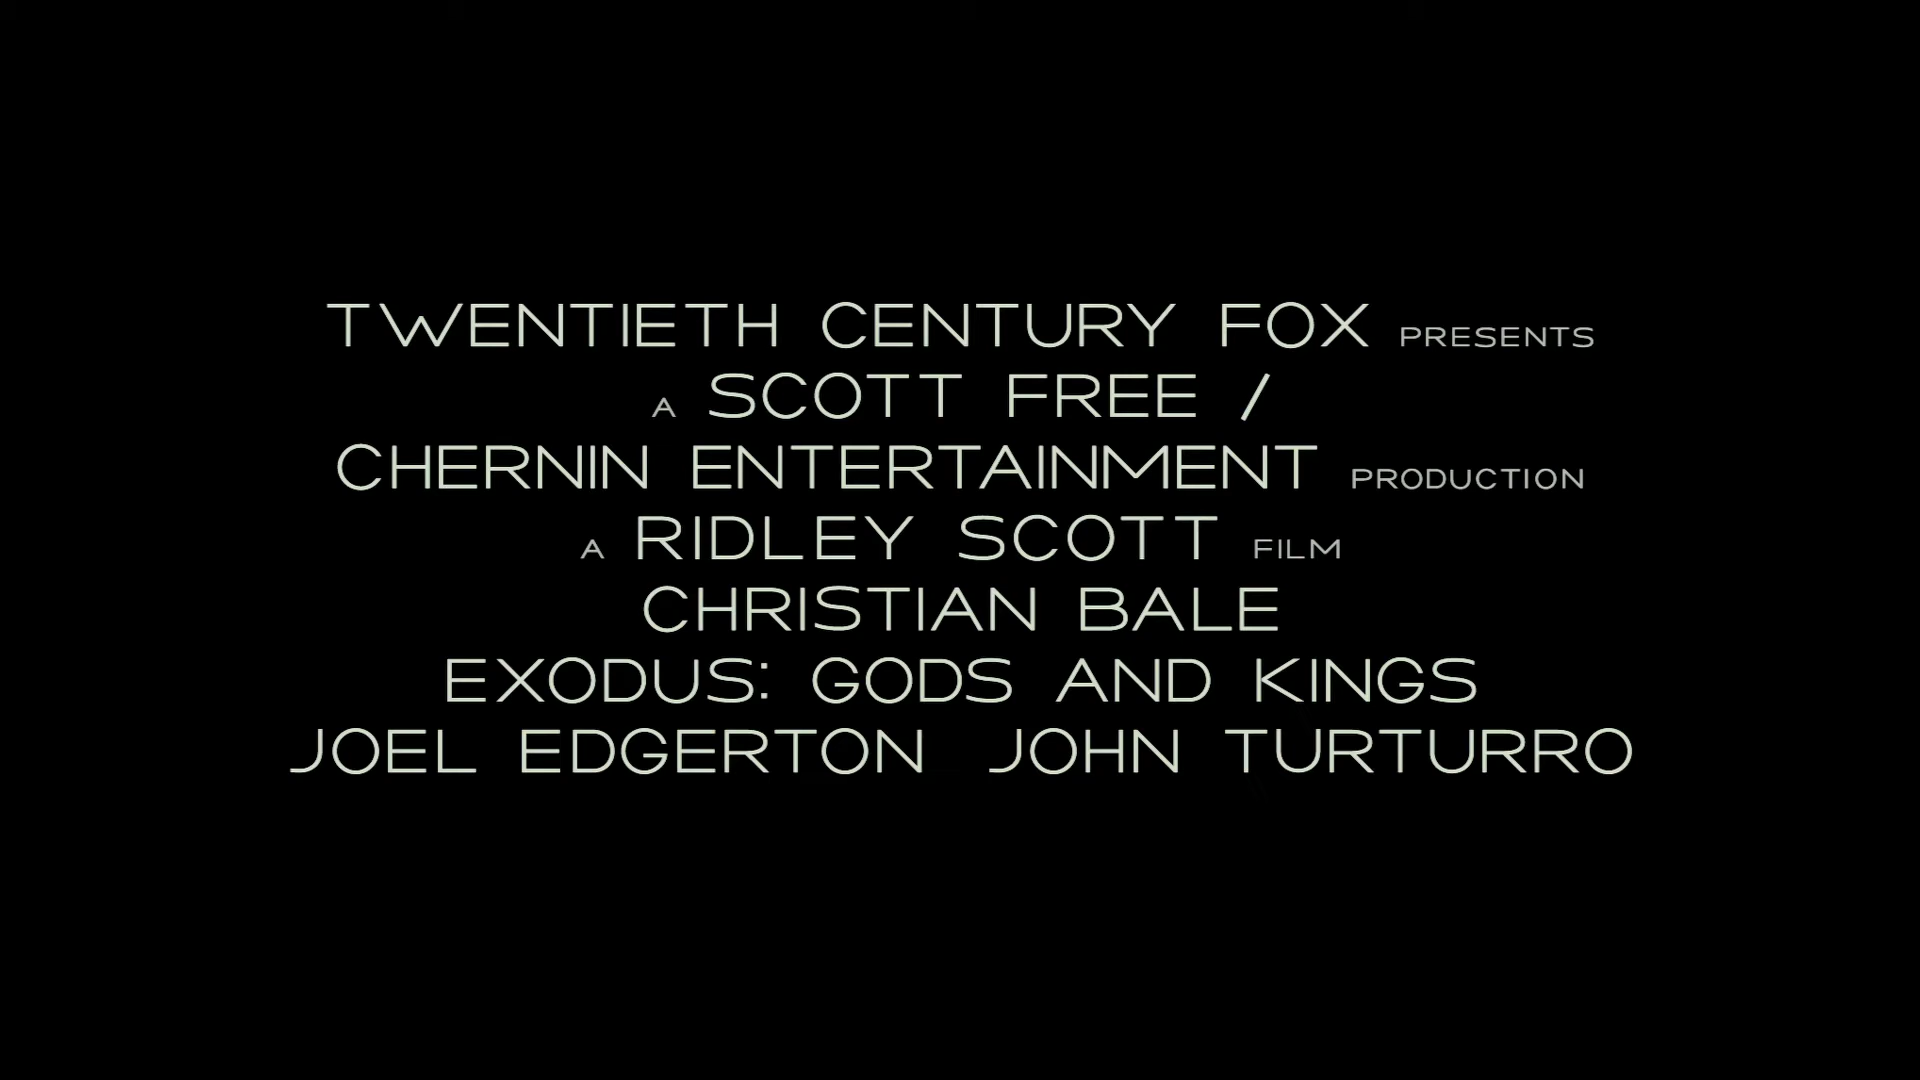 TWENTIETH CENTURY FOX PRESENTS
A SCOTT FREE /
CHERNIN ENTERTAINMENT PRODUCTION
A RIDLEY SCOTT FILM
CHRISTIAN BALE
EXODUS: GODS AND KINGS
JOEL EDGERTON JOHN TURTURRO